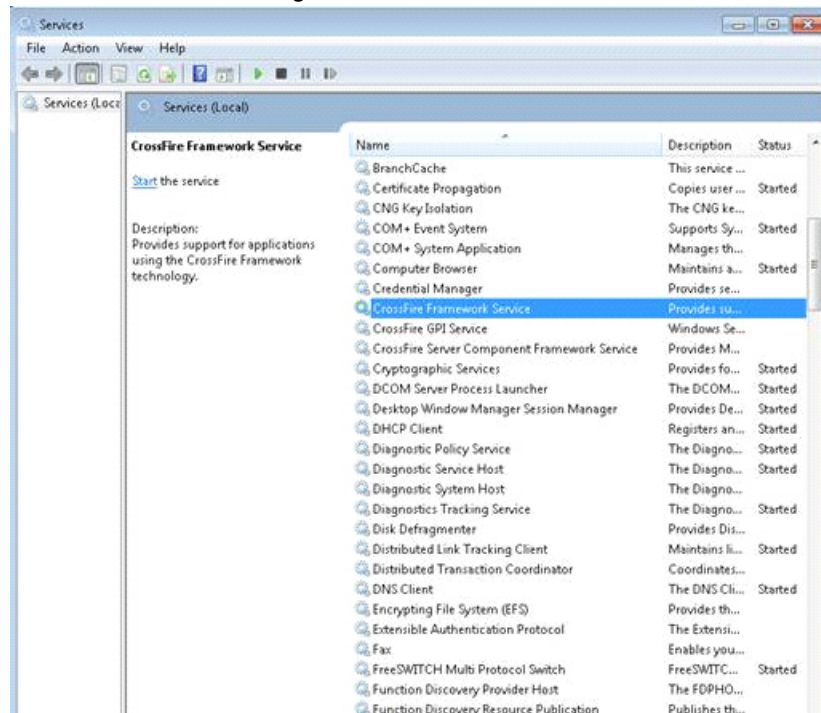 Services
File Action View Help
Services (Loca
Services (Local)
CrossFire Framework Service
Start the service
Description:
Provides support for applications
using the CrossFire Framework
technology.
Name Description Status
BranchCache This service ...
Certificate Propagation Copies user ... Started
CNG Key Isolation The CNG ke...
COM+ Event System Supports Sy... Started
COM+ System Application Manages th...
Computer Browser Maintains a... Started
Credential Manager Provides se...
CrossFire Framework Service Provides su...
CrossFire GPI Service Windows Se...
CrossFire Server Component Framework Service Provides M...
Cryptographic Services Provides fo... Started
DCOM Server Process Launcher The DCOM... Started
Desktop Window Manager Session Manager Provides De... Started
DHCP Client Registers an... Started
Diagnostic Policy Service The Diagno... Started
Diagnostic Service Host The Diagno... Started
Diagnostic System Host The Diagno...
Diagnostics Tracking Service The Diagno... Started
Disk Defragmenter Provides Dis...
Distributed Link Tracking Client Maintains li... Started
Distributed Transaction Coordinator Coordinates...
DNS Client The DNS Cli... Started
Encrypting File System (EFS) Provides th...
Extensible Authentication Protocol The Extensi...
Fax Enables you...
FreeSWITCH Multi Protocol Switch FreeSWITC... Started
Function Discovery Provider Host The FDPHO...
Function Discovery Resource Publication Publishes th...